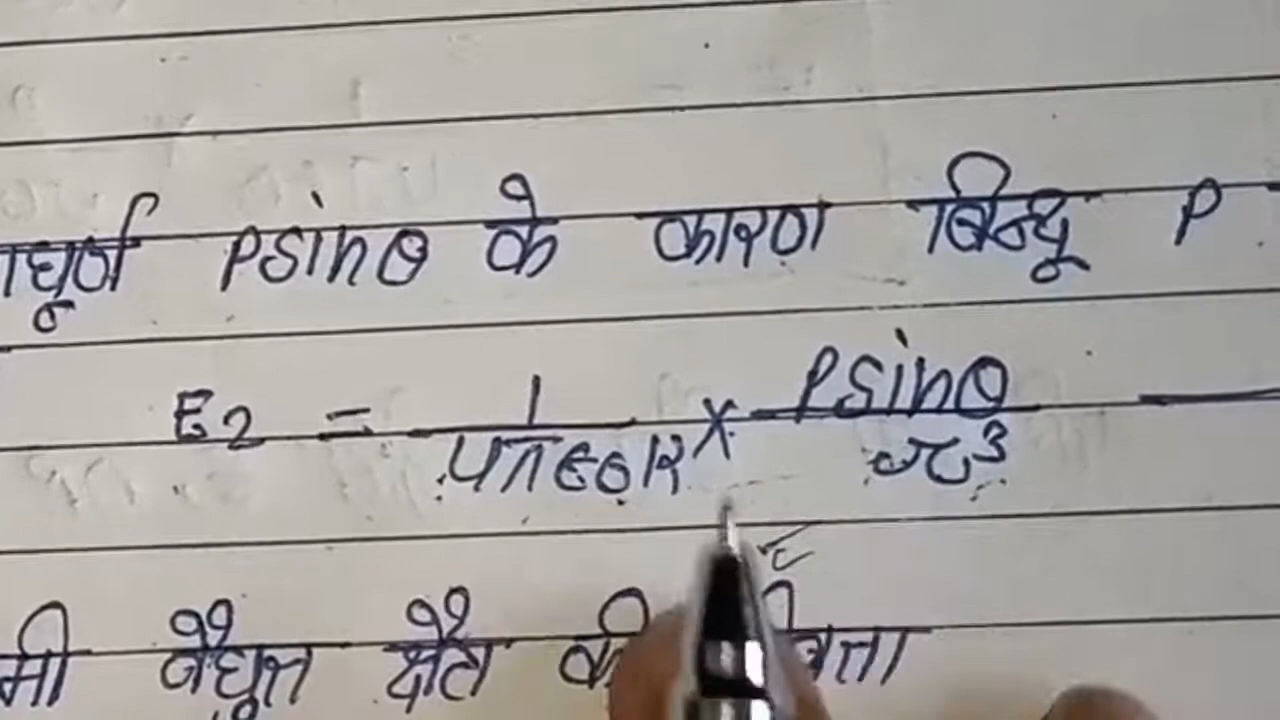 ाघूर्ण Psinθ के कारण बिन्धू P
E2 = 1/4πϵ0K × Psinθ/r³ —
मी वैधुत क्षेत्र की